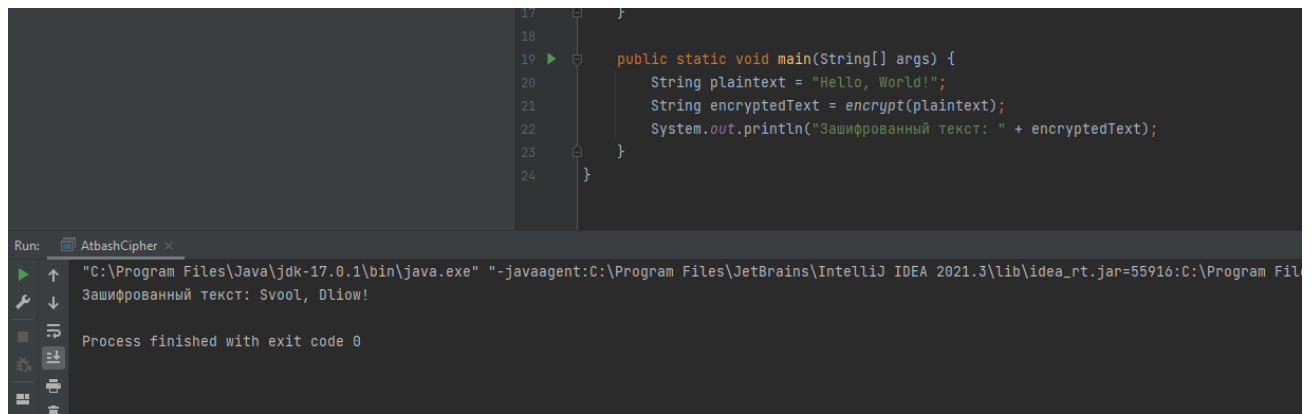 17 }
18
19 public static void main(String[] args) {
20 String plaintext = "Hello, World!";
21 String encryptedText = encrypt(plaintext);
22 System.out.println("Зашифрованный текст: " + encryptedText);
23 }
24 }
Run: AtbashCipher ×
"C:\Program Files\Java\jdk-17.0.1\bin\java.exe" "-javaagent:C:\Program Files\JetBrains\IntelliJ IDEA 2021.3\lib\idea_rt.jar=55916:C:\Program File
Зашифрованный текст: Svool, Dliow!
Process finished with exit code 0